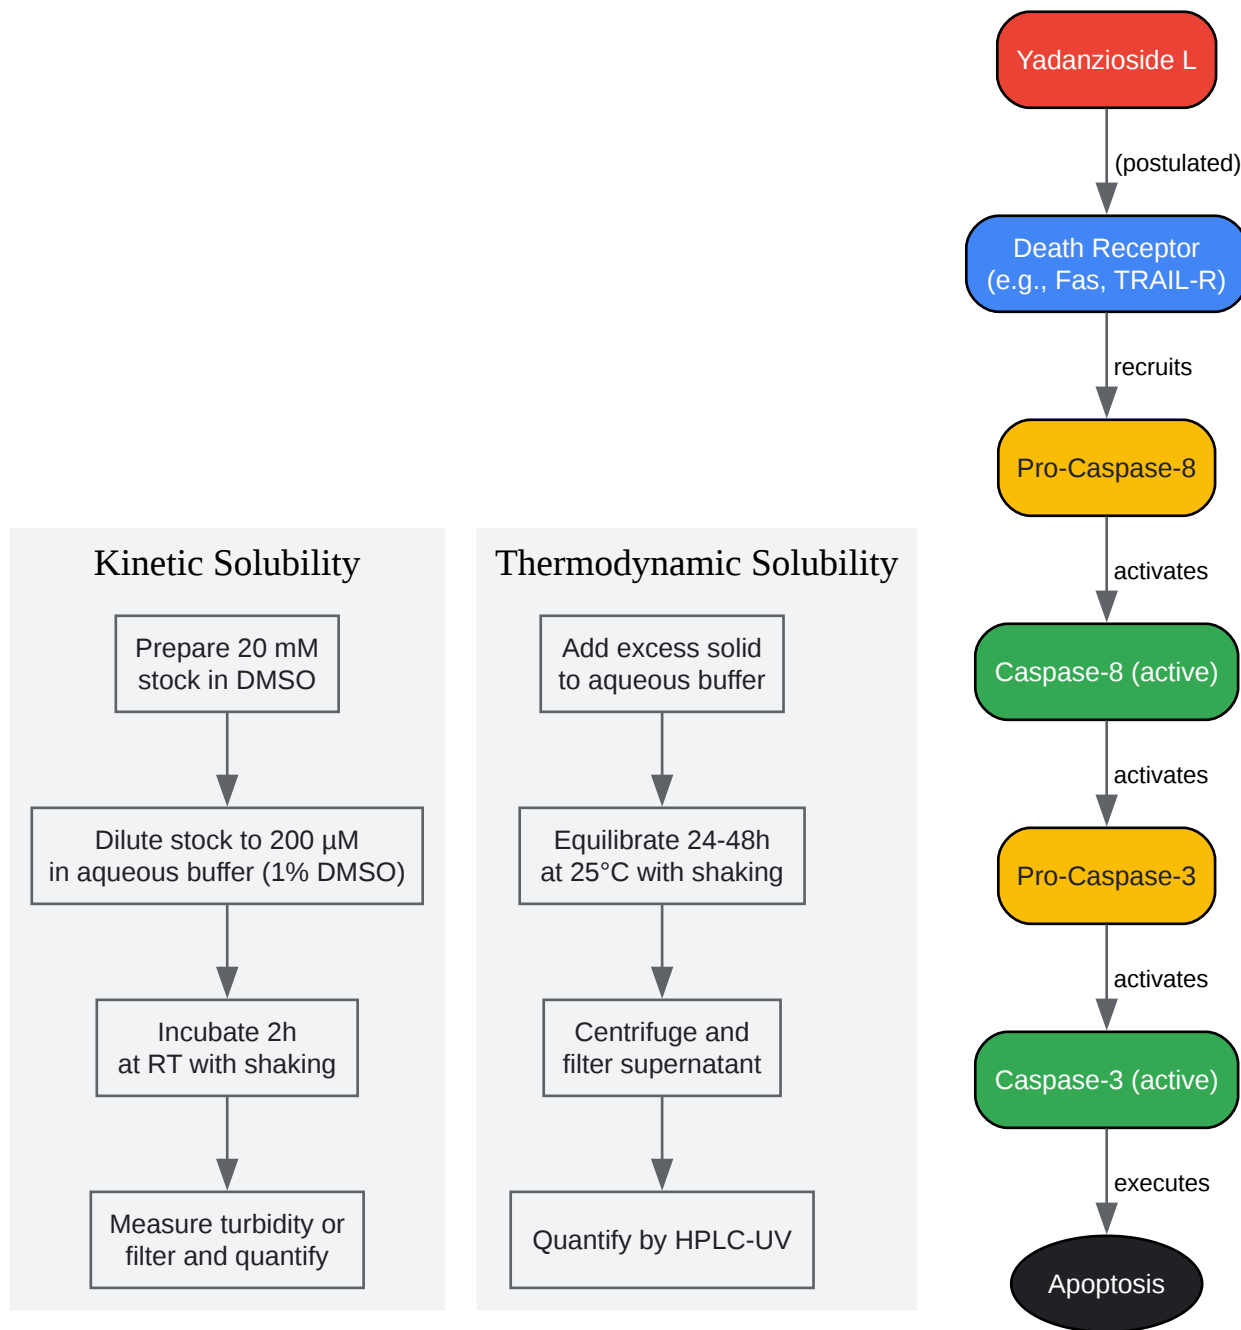 Kinetic Solubility
Prepare 20 mM
stock in DMSO
Dilute stock to 200 µM
in aqueous buffer (1% DMSO)
Incubate 2h
at RT with shaking
Measure turbidity or
filter and quantify
Thermodynamic Solubility
Add excess solid
to aqueous buffer
Equilibrate 24-48h
at 25°C with shaking
Centrifuge and
filter supernatant
Quantify by HPLC-UV
Yadanzioside L
(postulated)
Death Receptor
(e.g., Fas, TRAIL-R)
recruits
Pro-Caspase-8
activates
Caspase-8 (active)
activates
Pro-Caspase-3
activates
Caspase-3 (active)
executes
Apoptosis